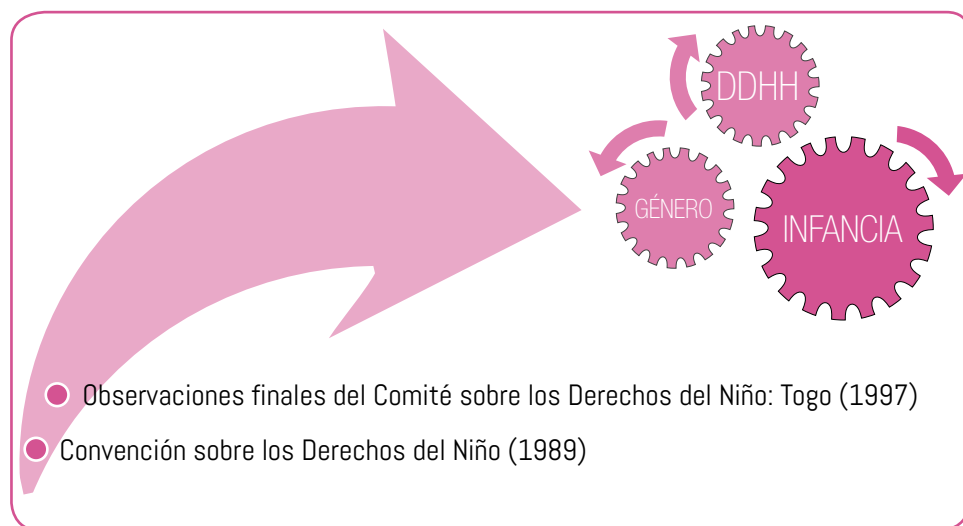 DDHH
GÉNERO
INFANCIA
Observaciones finales del Comité sobre los Derechos del Niño: Togo (1997)
Convención sobre los Derechos del Niño (1989)